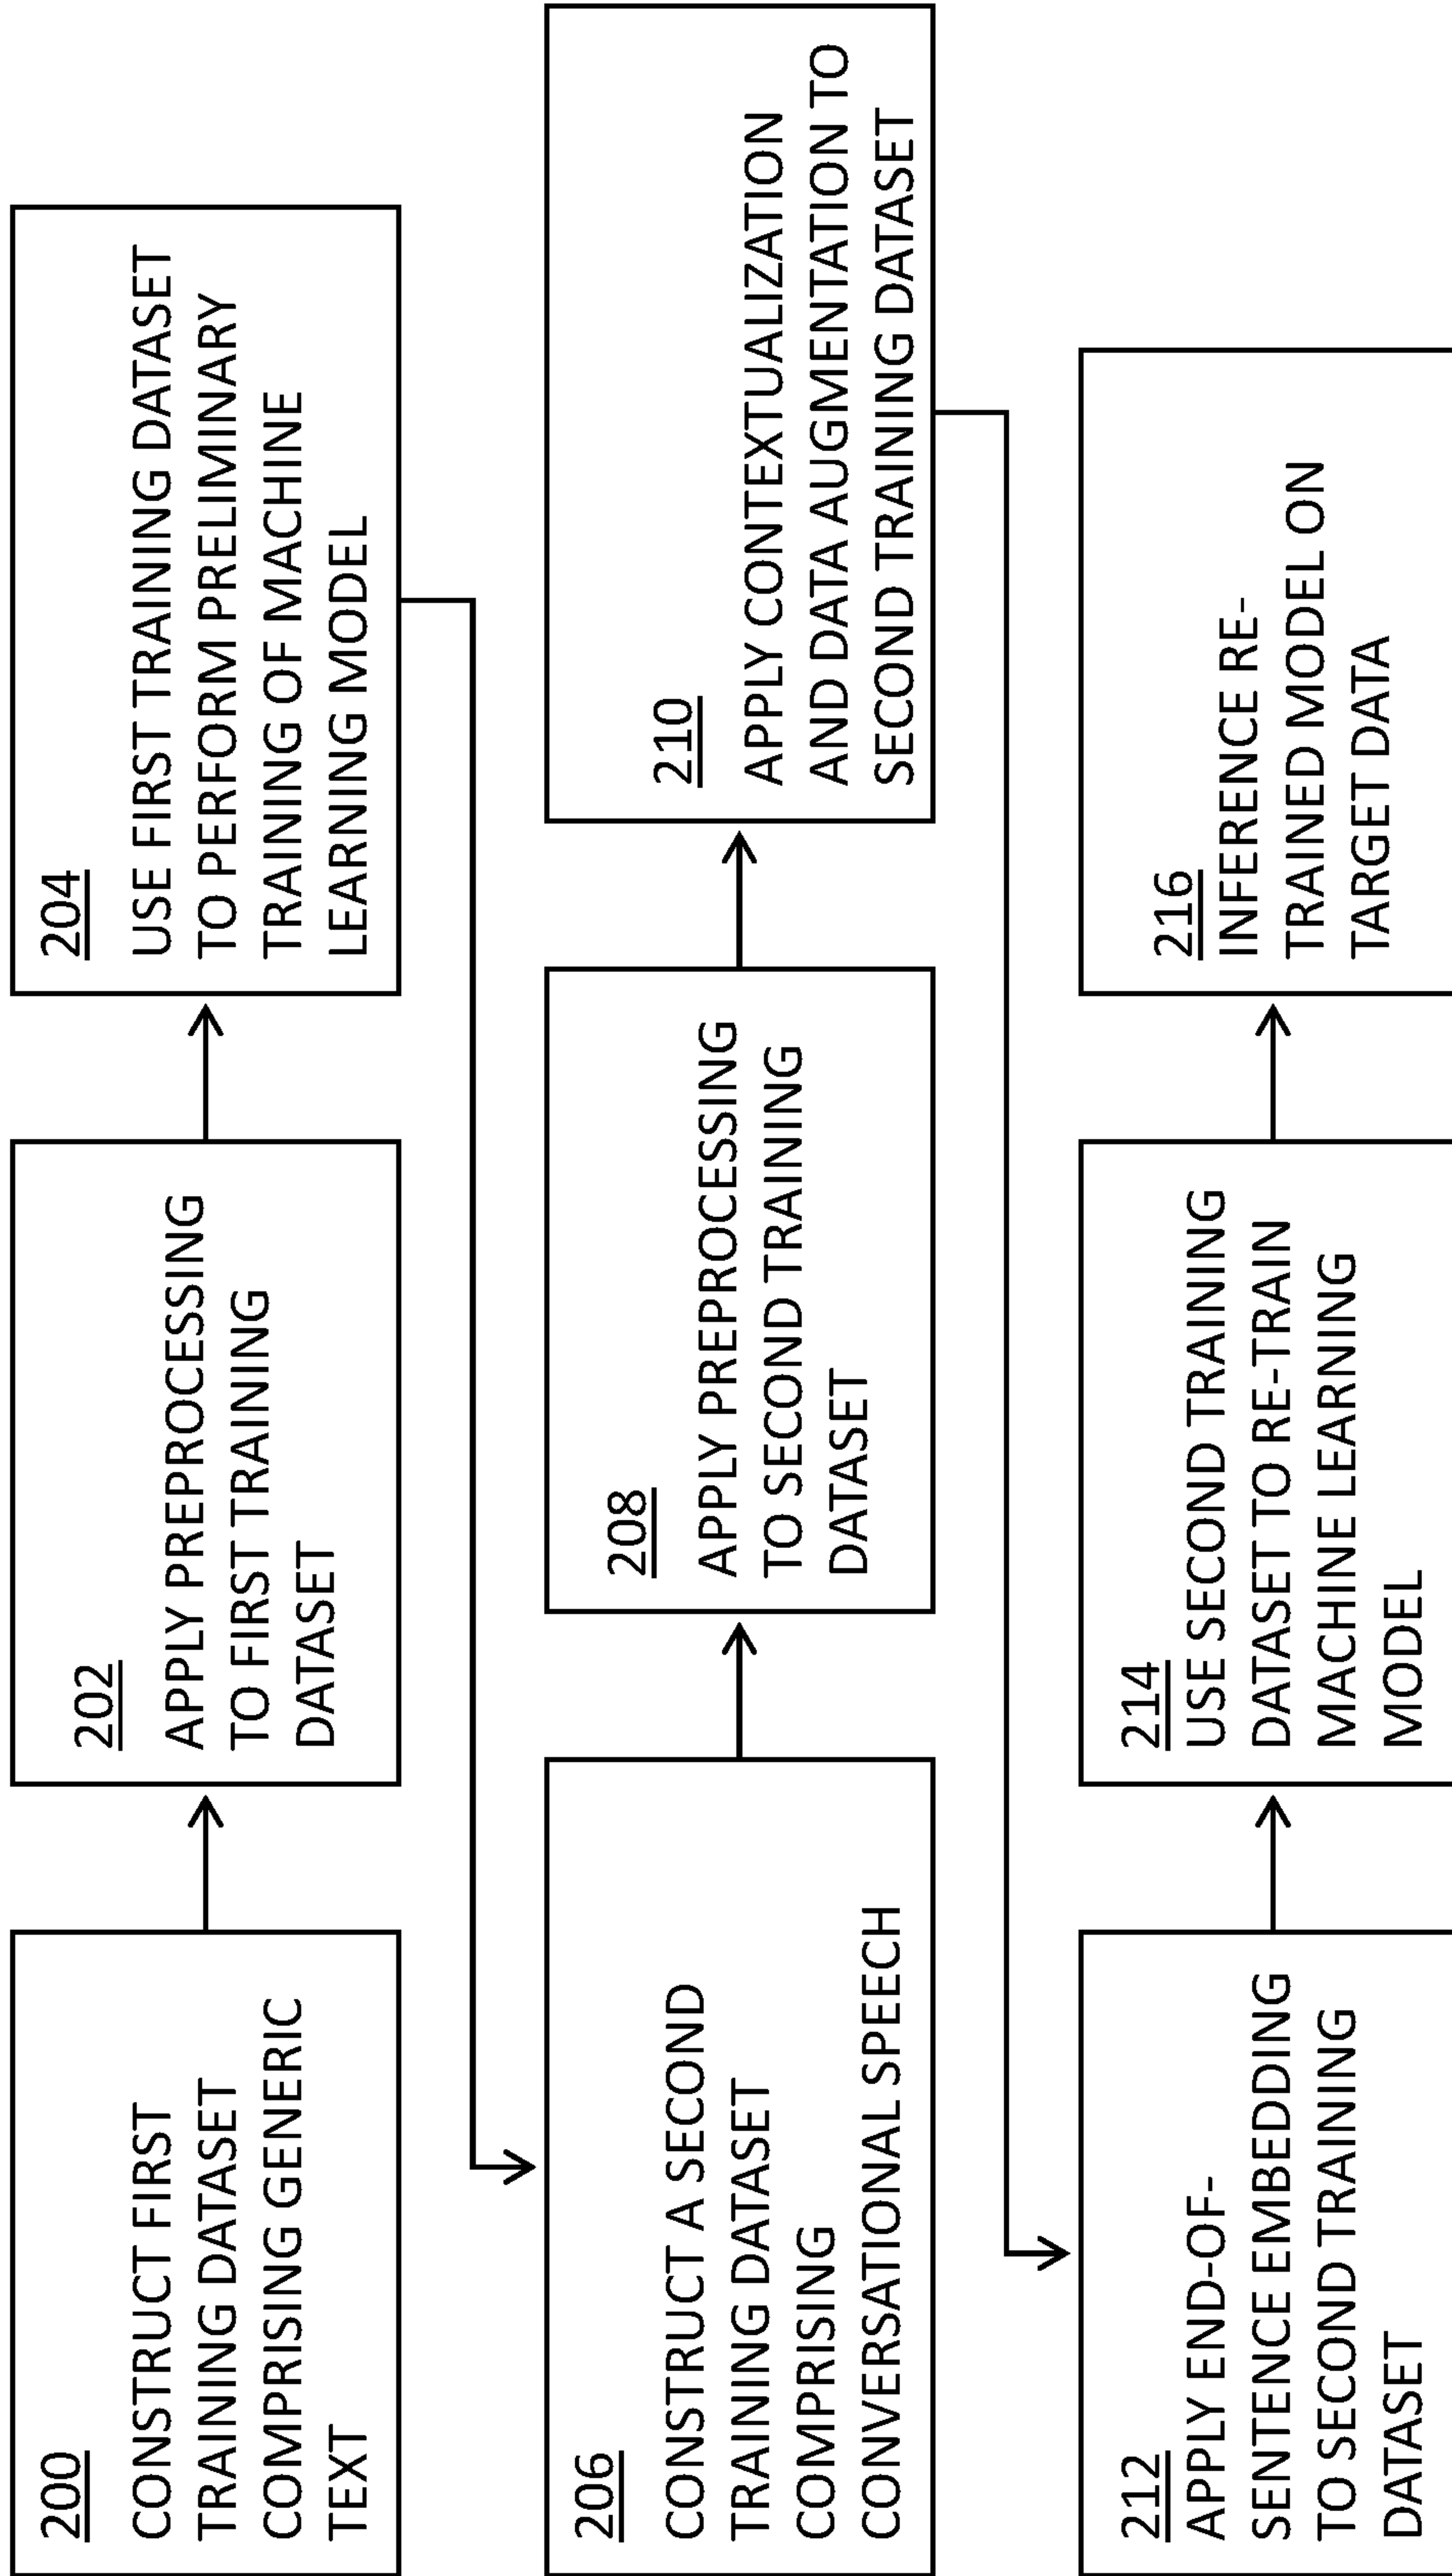 200
CONSTRUCT FIRST
TRAINING DATASET
COMPRISING GENERIC
TEXT
202
APPLY PREPROCESSING
TO FIRST TRAINING
DATASET
204
USE FIRST TRAINING DATASET
TO PERFORM PRELIMINARY
TRAINING OF MACHINE
LEARNING MODEL
206
CONSTRUCT A SECOND
TRAINING DATASET
COMPRISING
CONVERSATIONAL SPEECH
208
APPLY PREPROCESSING
TO SECOND TRAINING
DATASET
210
APPLY CONTEXTUALIZATION
AND DATA AUGMENTATION TO
SECOND TRAINING DATASET
212
APPLY END-OF-
SENTENCE EMBEDDING
TO SECOND TRAINING
DATASET
214
USE SECOND TRAINING
DATASET TO RE-TRAIN
MACHINE LEARNING
MODEL
216
INFERENCE RE-
TRAINED MODEL ON
TARGET DATA